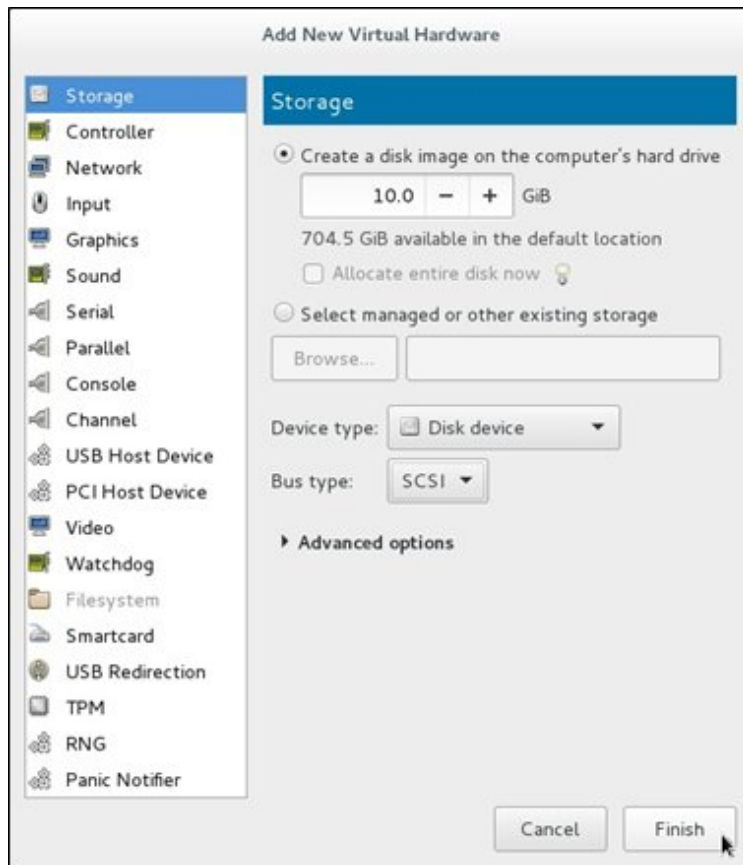 Add New Virtual Hardware
Storage
Controller
Network
Input
Graphics
Sound
Serial
Parallel
Console
Channel
USB Host Device
PCI Host Device
Video
Watchdog
Filesystem
Smartcard
USB Redirection
TPM
RNG
Panic Notifier
Storage
Create a disk image on the computer's hard drive
10.0 − + GiB
704.5 GiB available in the default location
Allocate entire disk now
Select managed or other existing storage
Browse...
Device type: Disk device
Bus type: SCSI
Advanced options
Cancel Finish